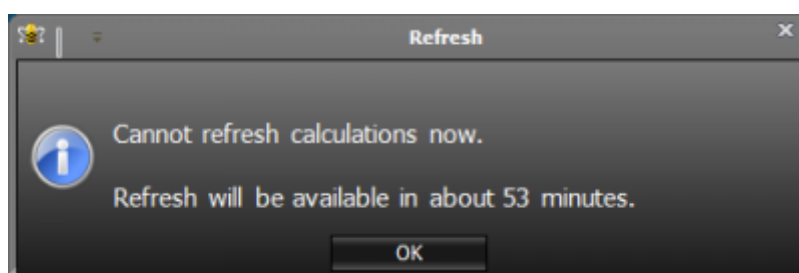 Refresh
Cannot refresh calculations now.
Refresh will be available in about 53 minutes.
OK